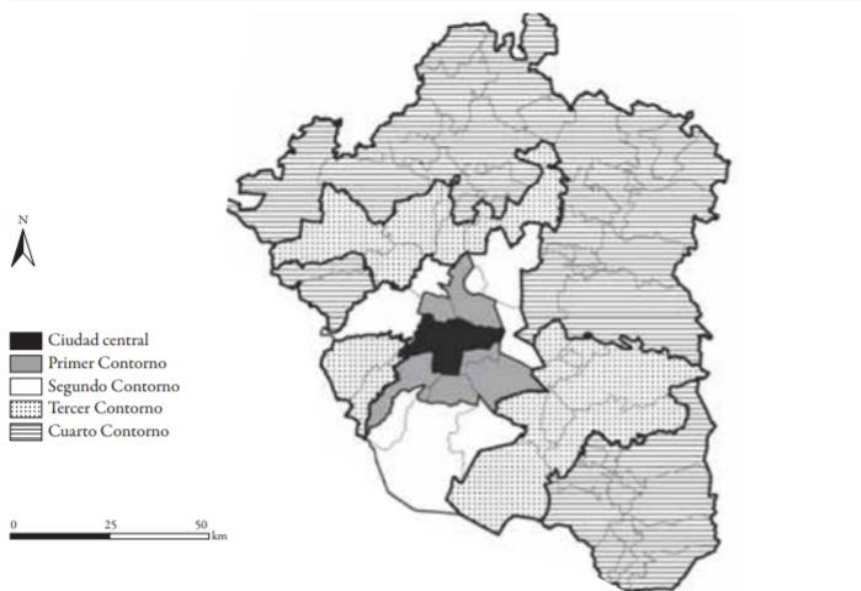 N
Ciudad central
Primer Contorno
Segundo Contorno
Tercer Contorno
Cuarto Contorno
0 25 50
km